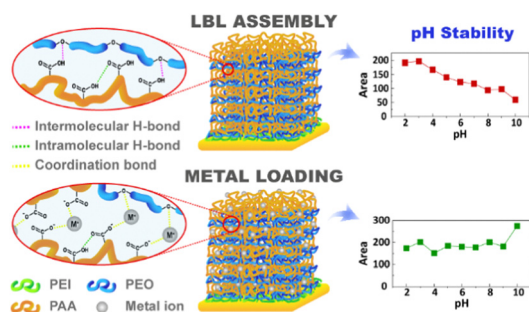 LBL ASSEMBLY
pH Stability
Intermolecular H-bond
Intramolecular H-bond
Coordination bond
Area
200
150
100
50
0
2 4 6 8 10
pH
METAL LOADING
PEI
PEO
PAA
Metal ion
Area
300
200
100
0
2 4 6 8 10
pH